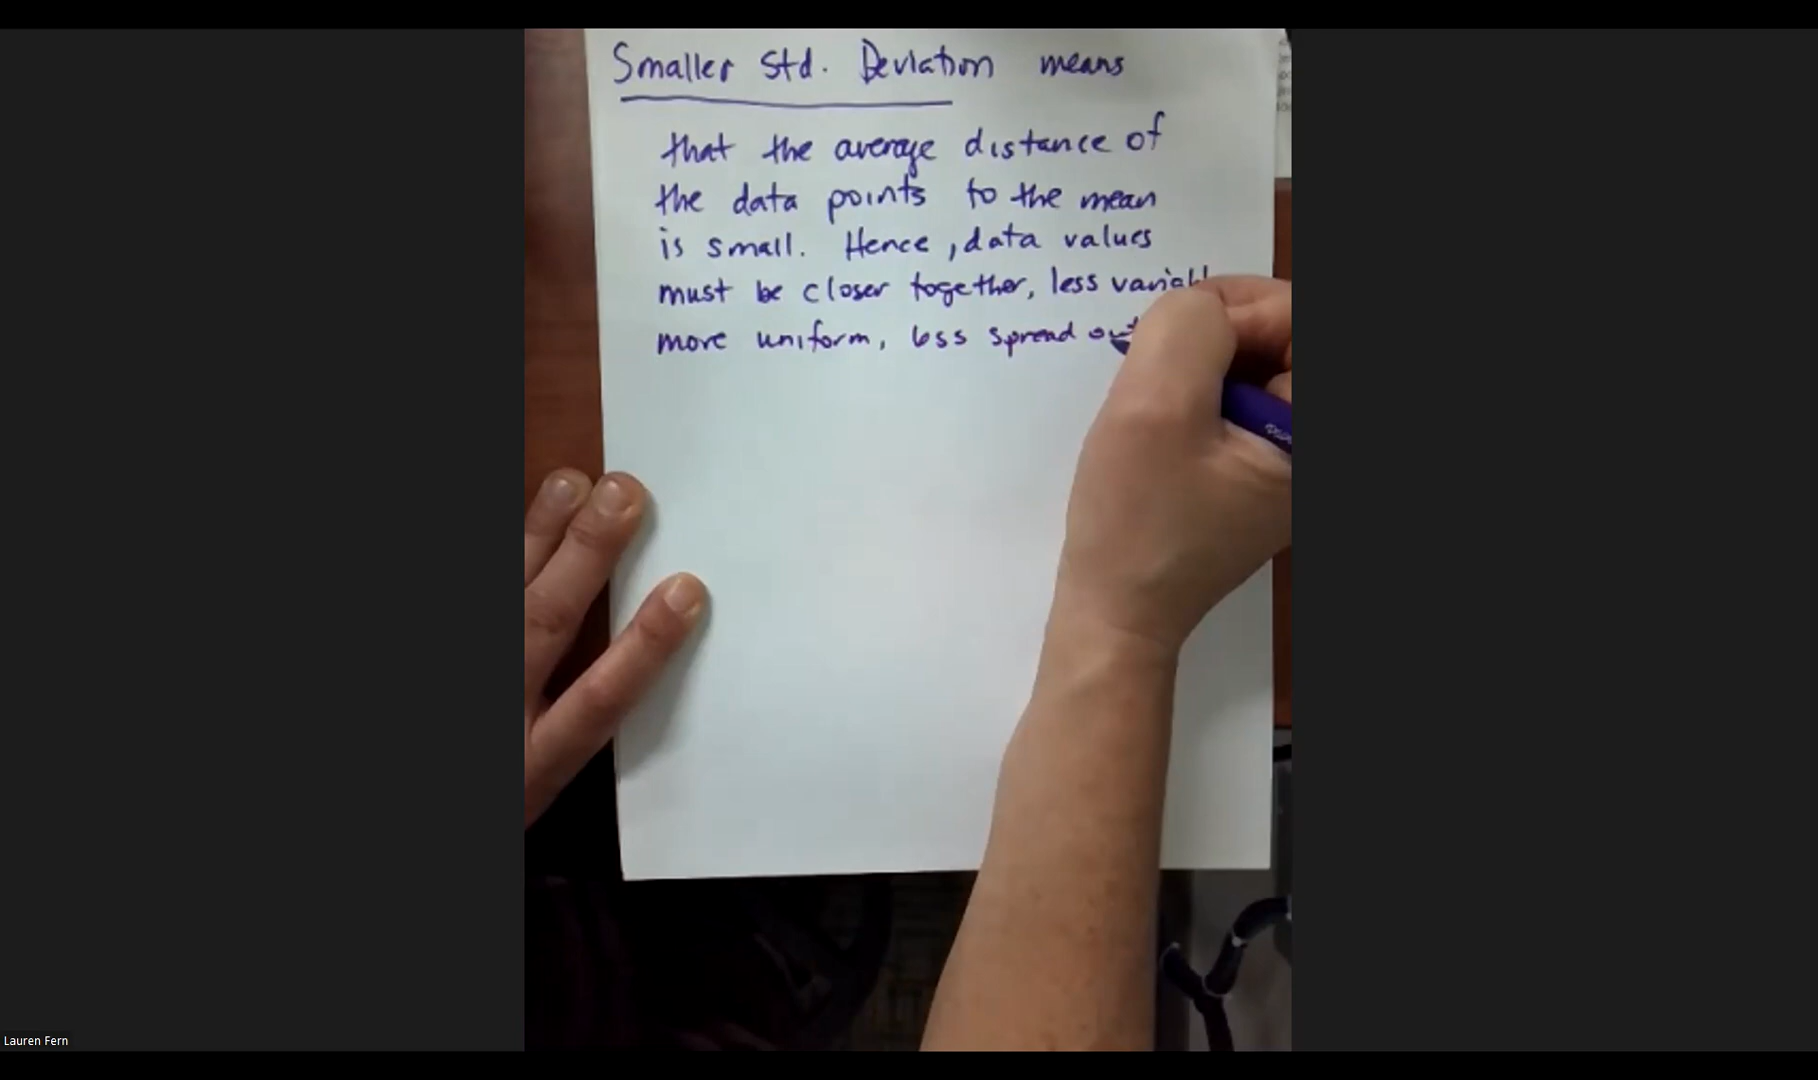 Smaller Std. Deviation means
that the average distance of
the data points to the mean
is small. Hence, data values
must be closer together, less
more uniform, less spread out
Lauren Fern